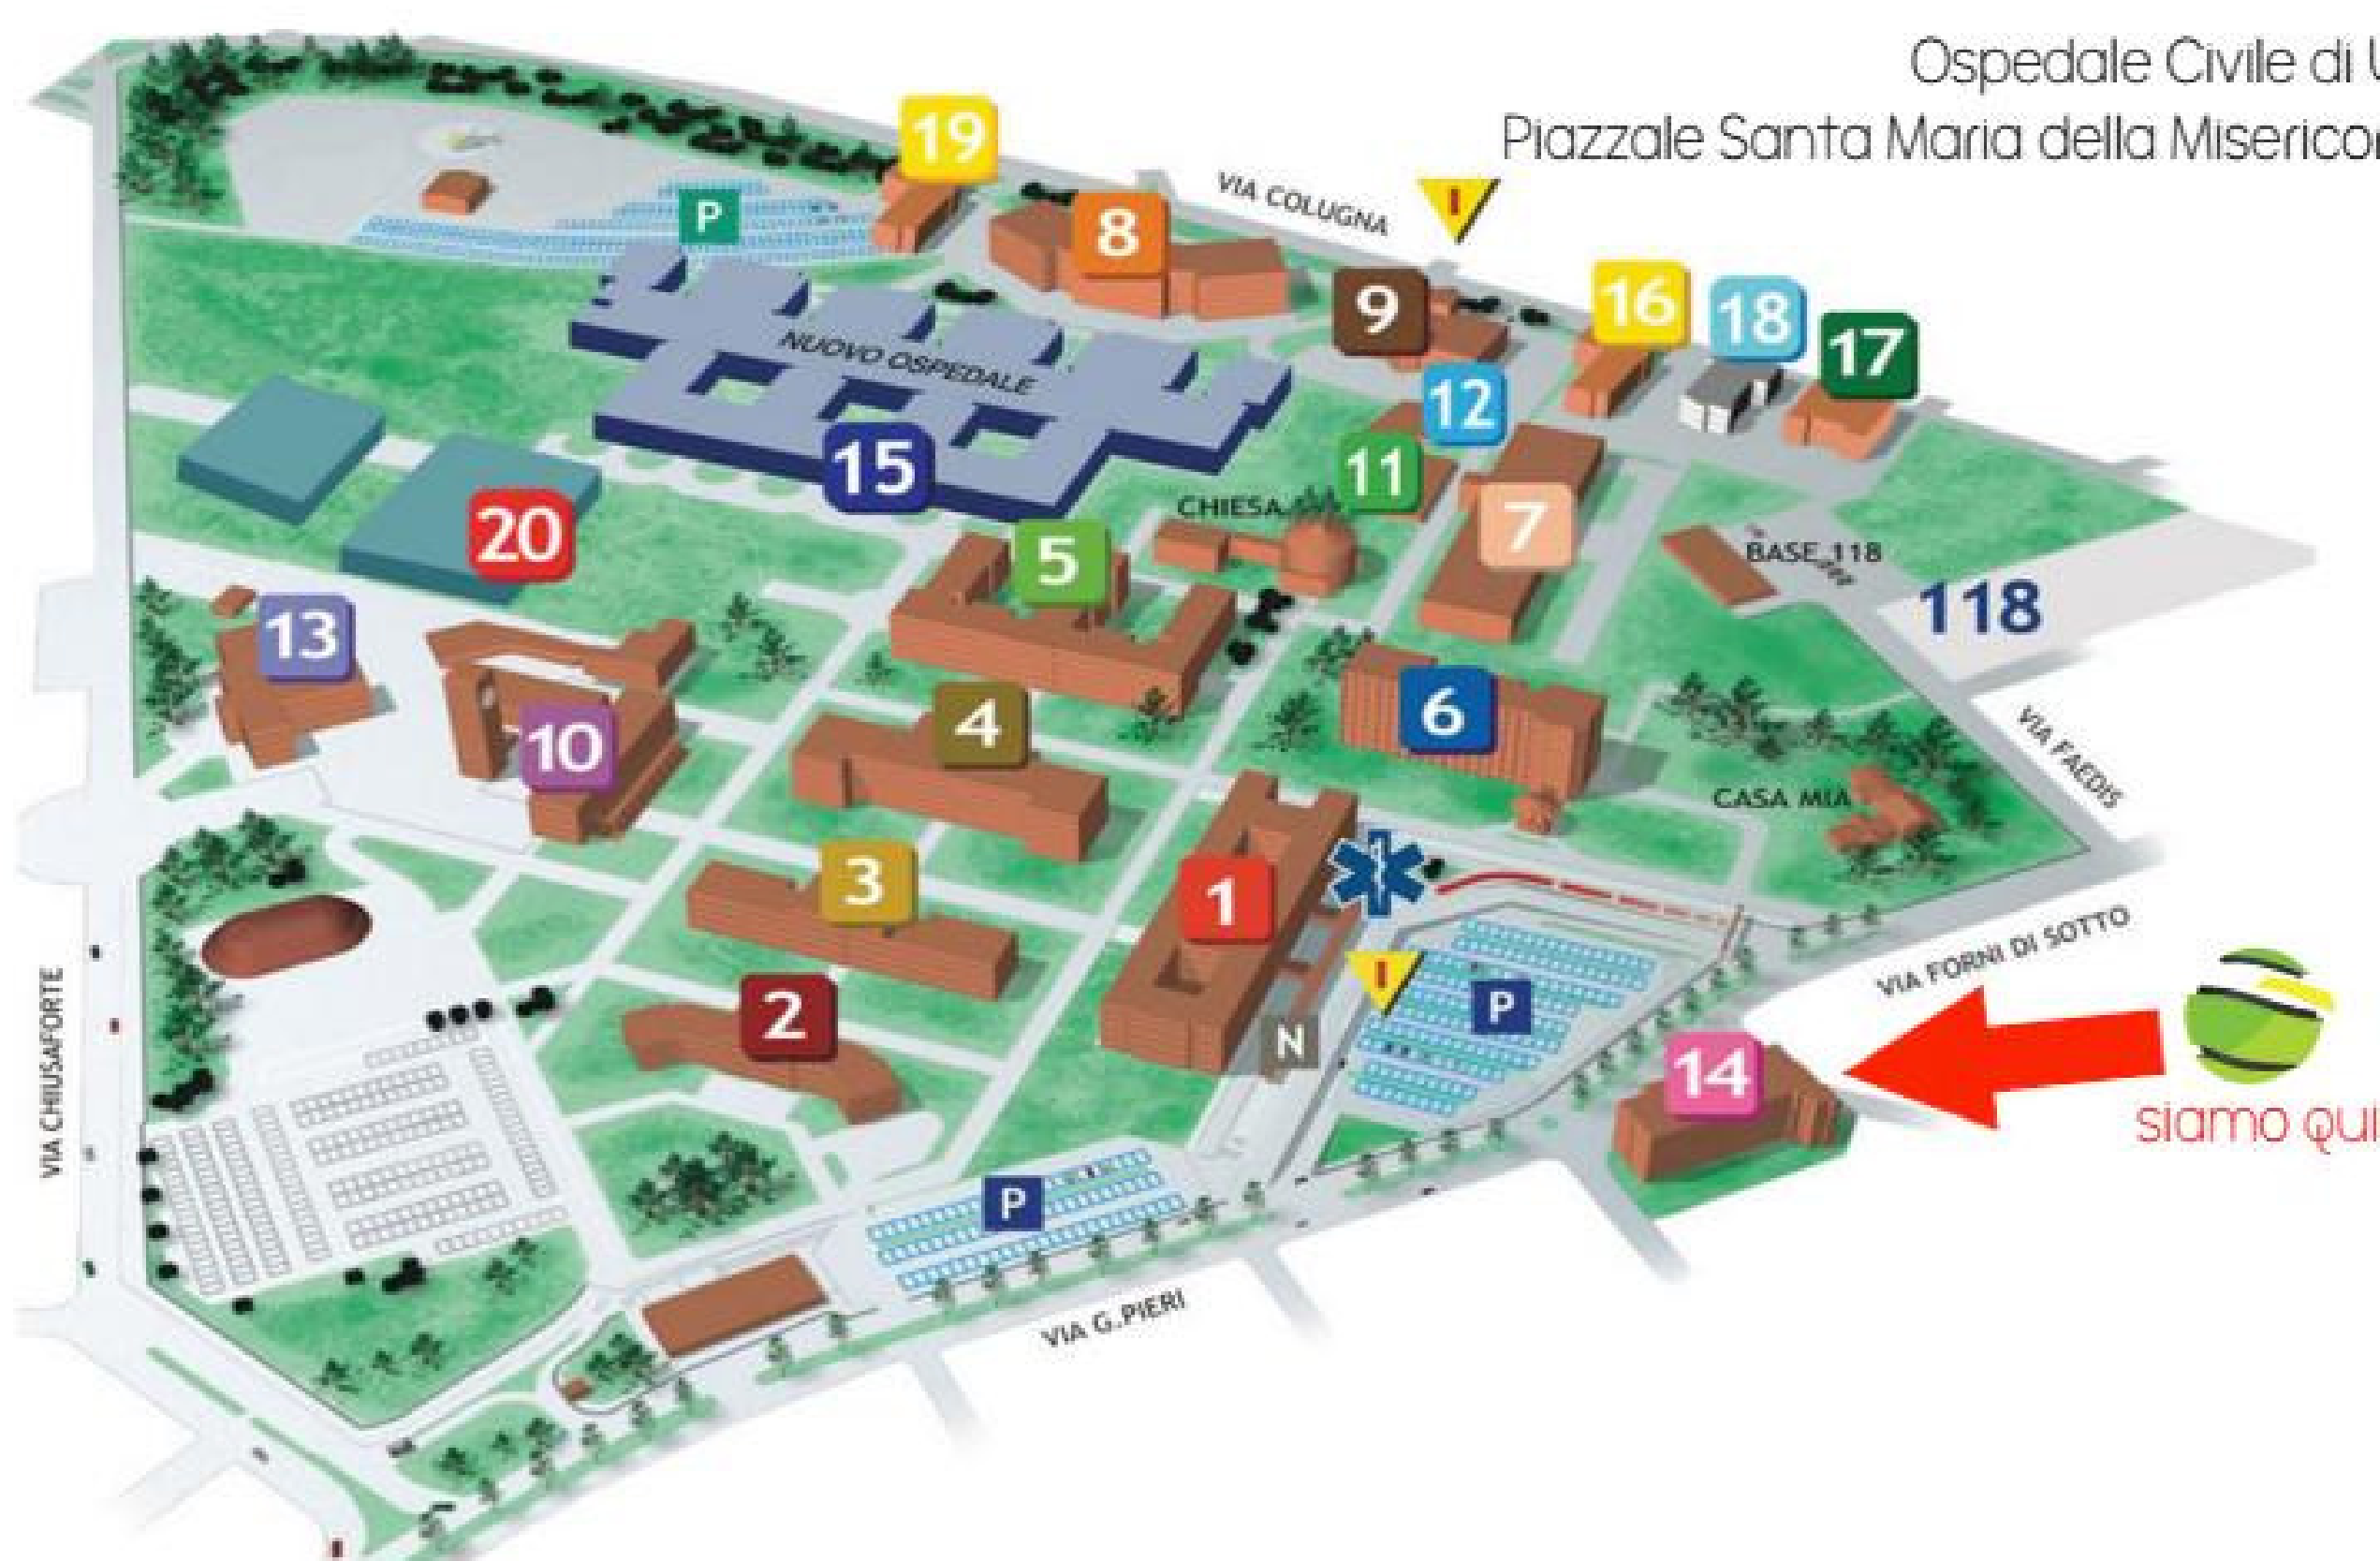 Ospedale Civile di U
Piazzale Santa Maria della Misericor
19
VIA COLUGNA
I
P
8
9
16
18
17
NUOVO OSPEDALE
12
15
11
CHIESA
7
20
5
BASE 118
118
13
10
4
6
VIA FAEDIS
CASA MIA
3
1
VIA FORNI DI SOTTO
I
P
VIA CHIUSAFORTE
2
N
14
siamo qui
P
VIA G.PIERI